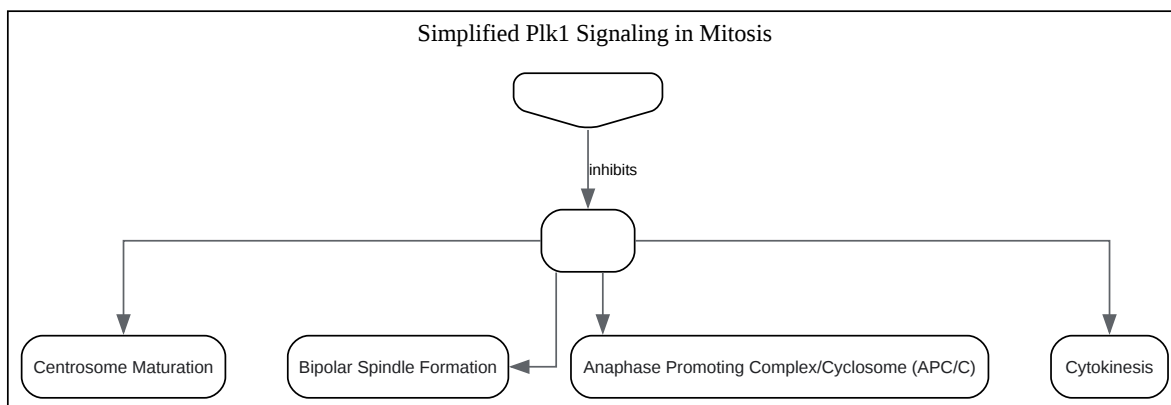 Simplified Plk1 Signaling in Mitosis
inhibits
Centrosome Maturation
Bipolar Spindle Formation
Anaphase Promoting Complex/Cyclosome (APC/C)
Cytokinesis